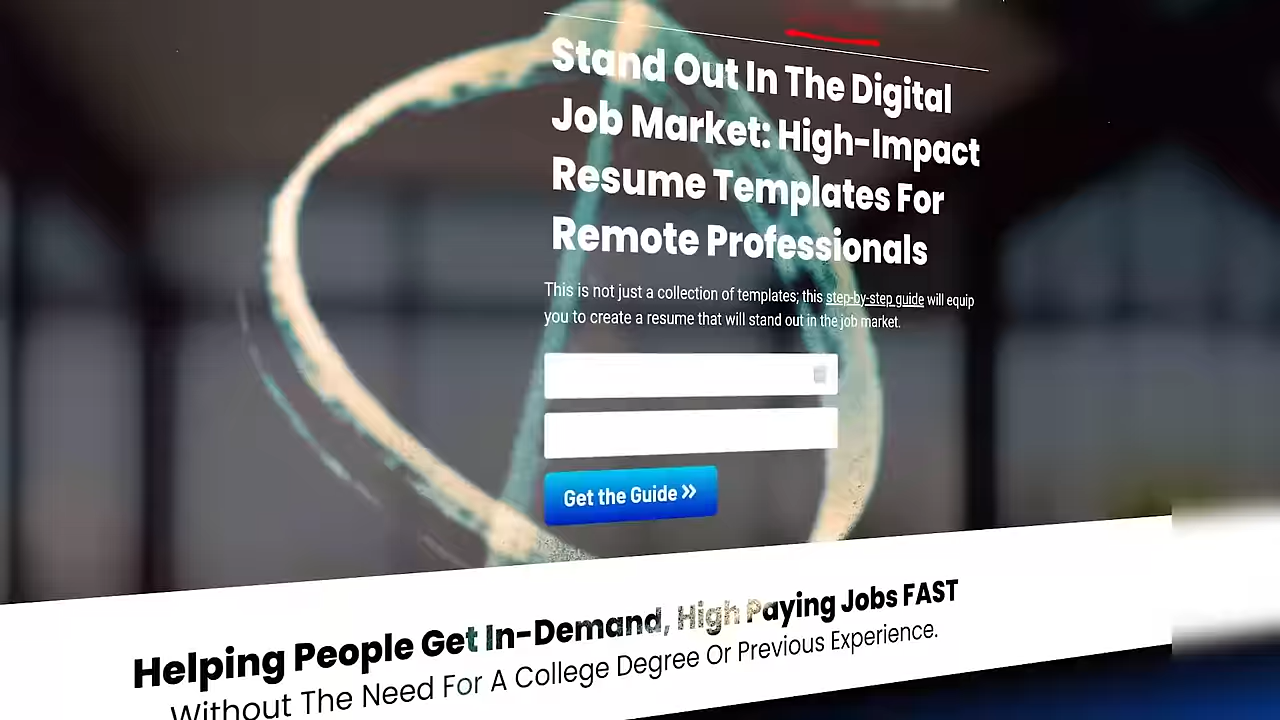 Stand Out In The Digital
Job Market: High-Impact
Resume Templates For
Remote Professionals
This is not just a collection of templates; this step-by-step guide will equip
you to create a resume that will stand out in the job market.
Get the Guide »
Helping People Get In-Demand, High Paying Jobs FAST
Without The Need For A College Degree Or Previous Experience.